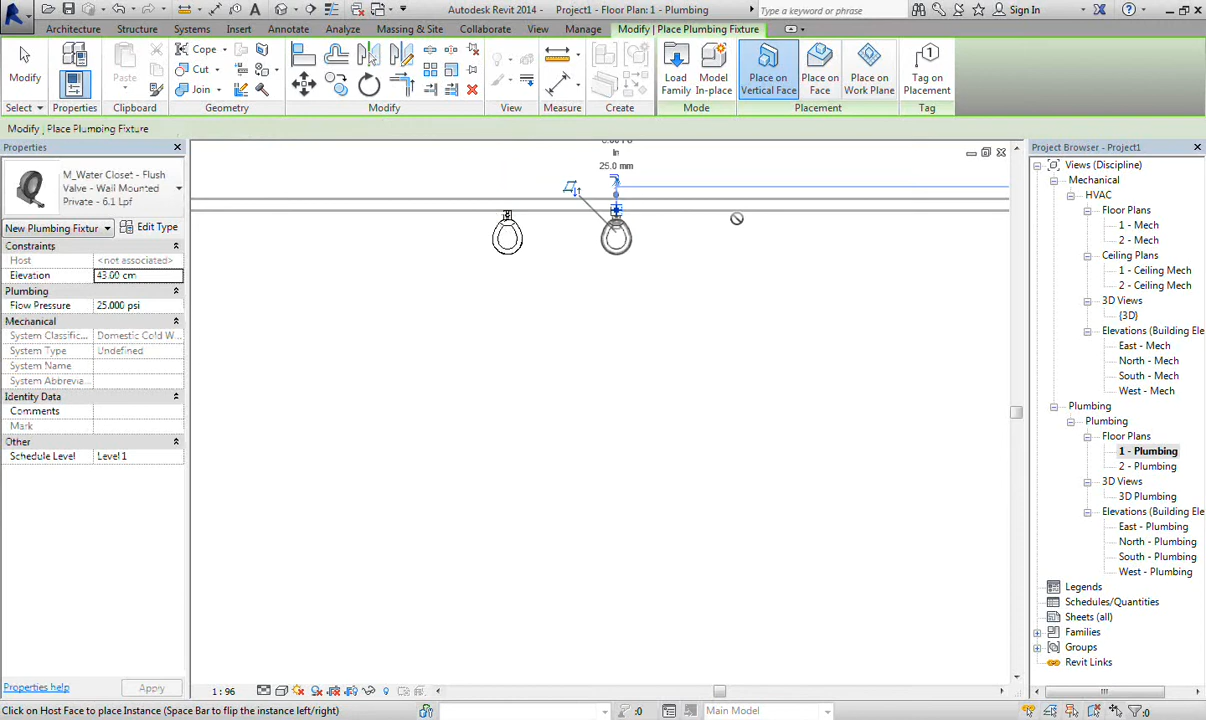 Autodesk Revit 2014 - Project1 - Floor Plan: 1 - Plumbing
Type a keyword or phrase
Sign In
Architecture Structure Systems Insert Annotate Analyze Massing & Site Collaborate View Manage Modify | Place Plumbing Fixture
Modify
Properties
Paste
Cope
Cut
Join
Load Family
Model In-place
Place on Vertical Face
Place on Face
Place on Work Plane
Tag on Placement
Select Properties Clipboard Geometry Modify View Measure Create Mode Placement Tag
Modify | Place Plumbing Fixture
Properties
M_Water Closet - Flush
Valve - Wall Mounted
Private - 6.1 Lpf
New Plumbing Fixtur Edit Type
Constraints
Host <not associated>
Elevation 43.00 cm
Plumbing
Flow Pressure 25.000 psi
Mechanical
System Classific... Domestic Cold W...
System Type Undefined
System Name
System Abbrevia...
Identity Data
Comments
Mark
Other
Schedule Level Level 1
Properties help Apply
In
25.0 mm
Project Browser - Project1
Views (Discipline)
Mechanical
HVAC
Floor Plans
1 - Mech
2 - Mech
Ceiling Plans
1 - Ceiling Mech
2 - Ceiling Mech
3D Views
{3D}
Elevations (Building Ele
East - Mech
North - Mech
South - Mech
West - Mech
Plumbing
Plumbing
Floor Plans
1 - Plumbing
2 - Plumbing
3D Views
3D Plumbing
Elevations (Building Ele
East - Plumbing
North - Plumbing
South - Plumbing
West - Plumbing
Legends
Schedules/Quantities
Sheets (all)
Families
Groups
Revit Links
1 : 96
Click on Host Face to place Instance (Space Bar to flip the instance left/right)
:0
Main Model
:0